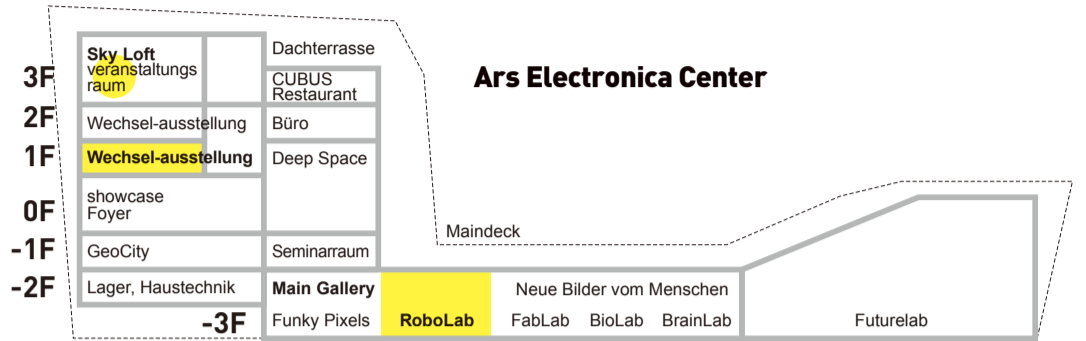 Ars Electronica Center
3F
Sky Loft
veranstaltungs
raum
Dachterrasse
CUBUS
Restaurant
2F
Wechsel-ausstellung
Büro
1F
Wechsel-ausstellung
Deep Space
0F
showcase
Foyer
Maindeck
-1F
GeoCity
Seminarraum
-2F
Lager, Haustechnik
Main Gallery
Neue Bilder vom Menschen
-3F
Funky Pixels
RoboLab
FabLab
BioLab
BrainLab
Futurelab